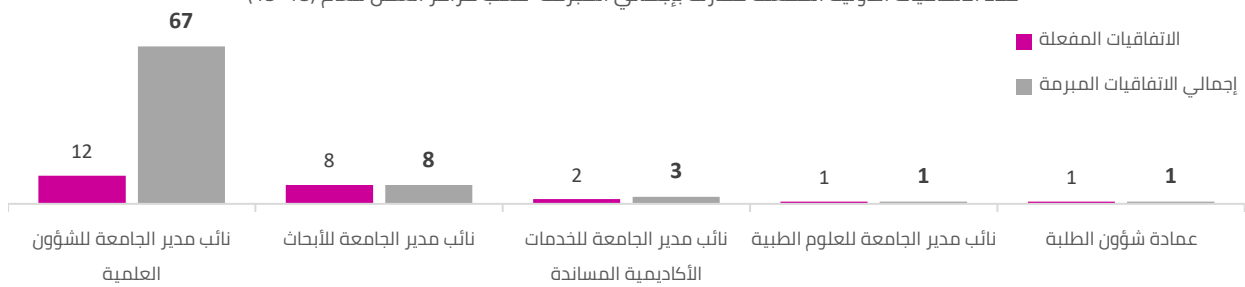 الاتفاقيات المفعلة
إجمالي الاتفاقيات المبرمة
67
12
8
8
2
3
1
1
1
1
نائب مدير الجامعة للشؤون
العلمية
نائب مدير الجامعة للأبحاث
نائب مدير الجامعة للخدمات
الأكاديمية المساندة
نائب مدير الجامعة للعلوم الطبية
عمادة شؤون الطلبة